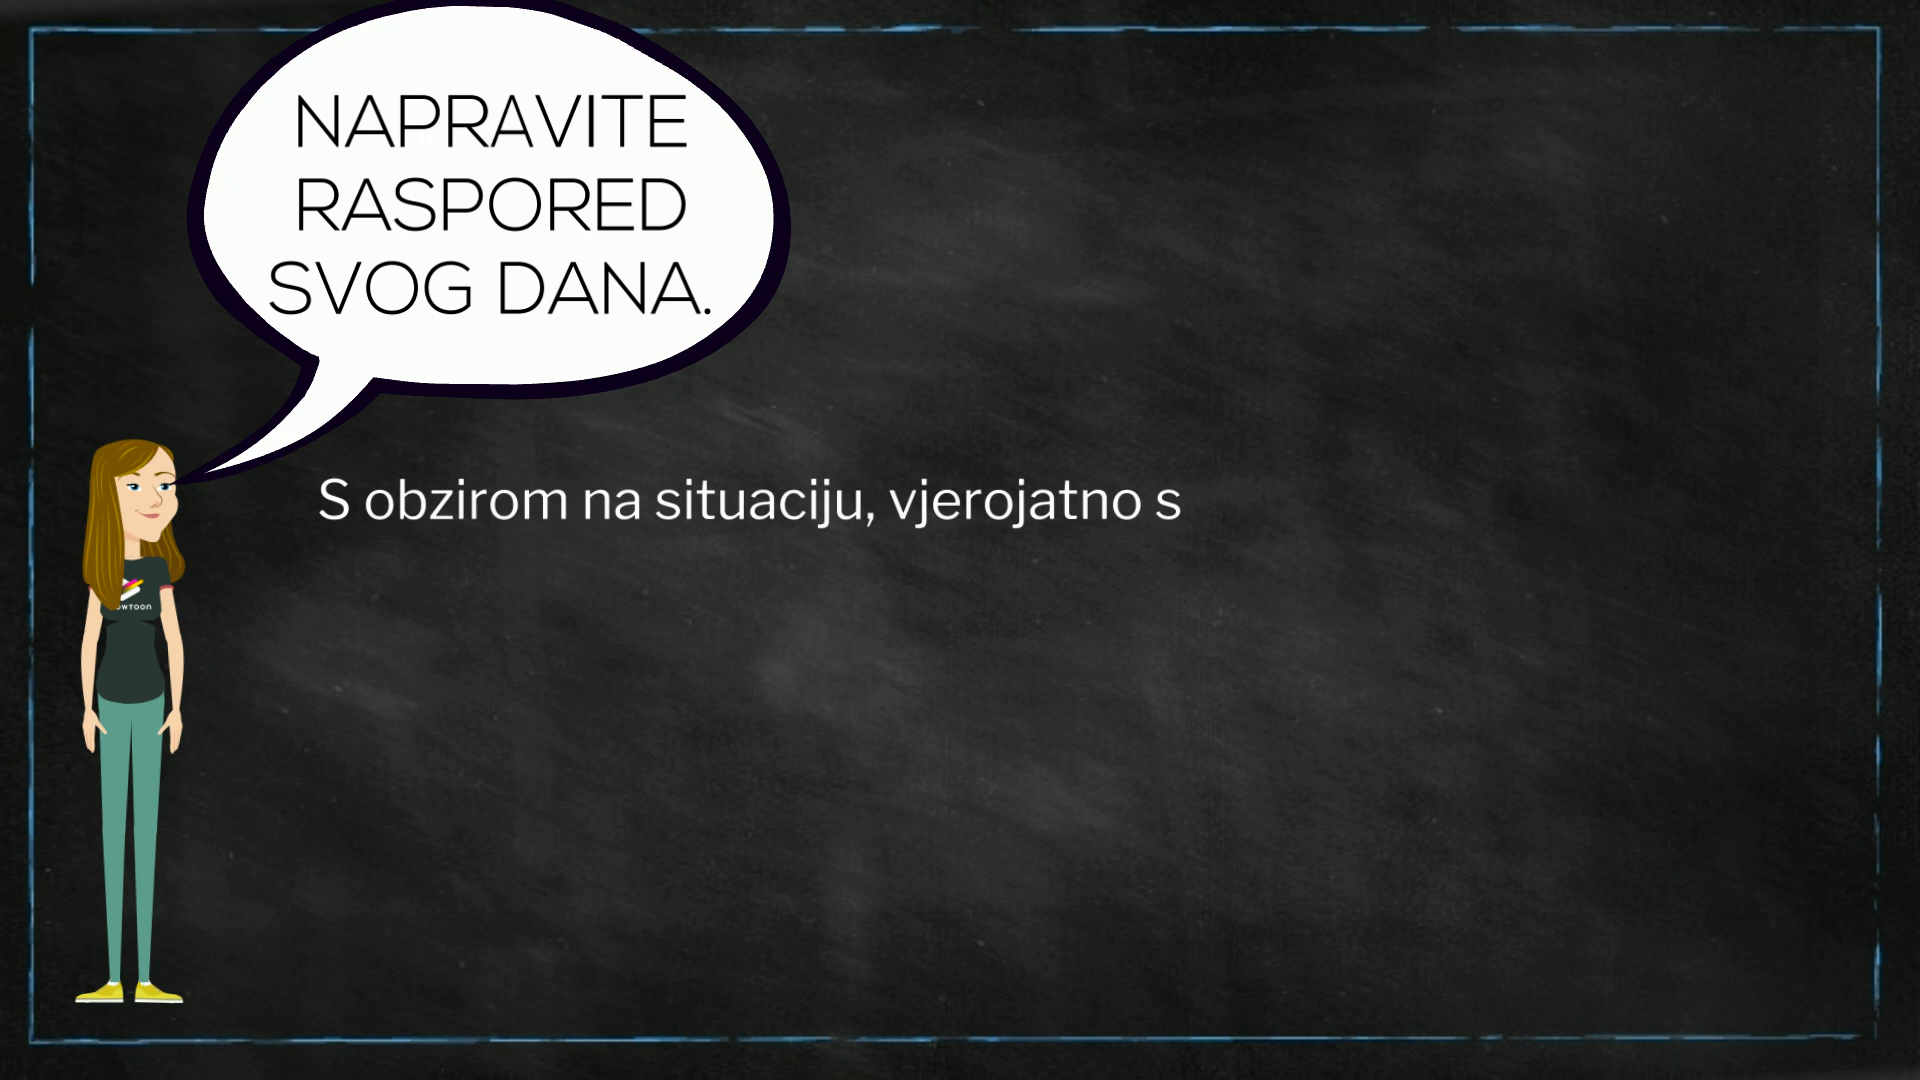 NAPRAVITE
RASPORED
SVOG DANA.
S obzirom na situaciju, vjerojatno s